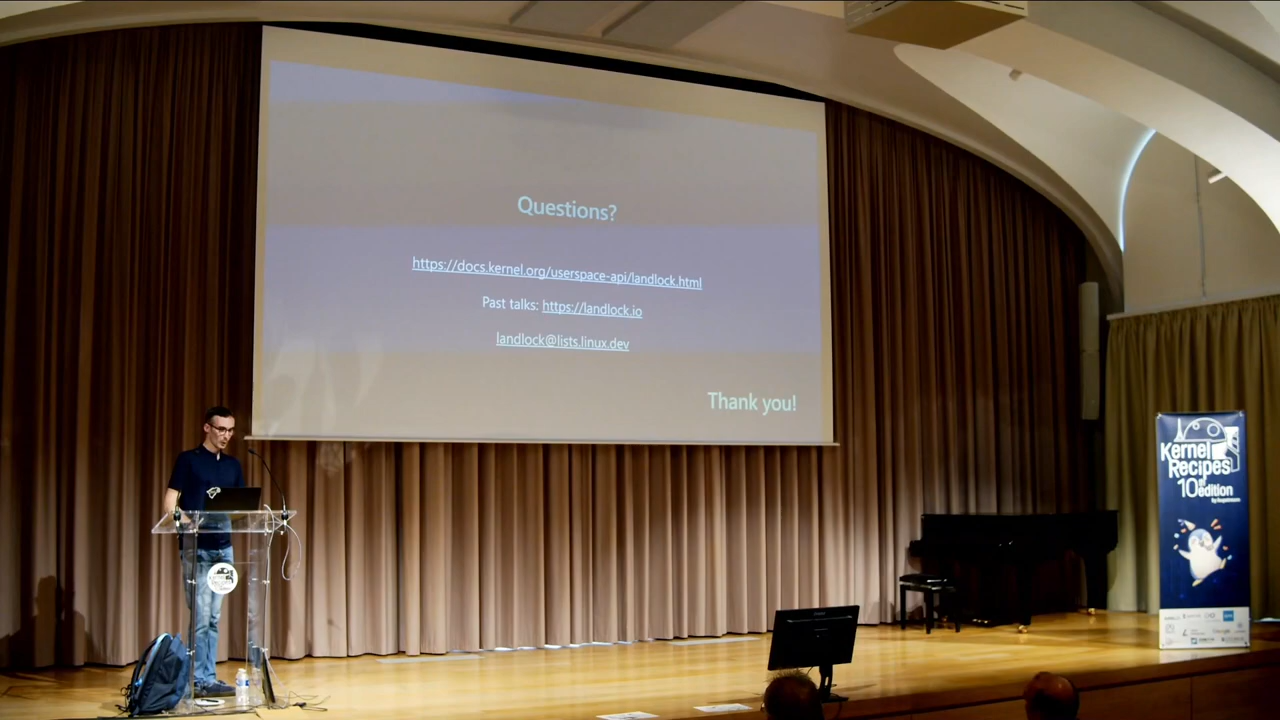 Questions?
https://docs.kernel.org/userspace-api/landlock.html
Past talks: https://landlock.io
landlock@lists.linux.dev
Thank you!
Kernel
Recipes
10th edition